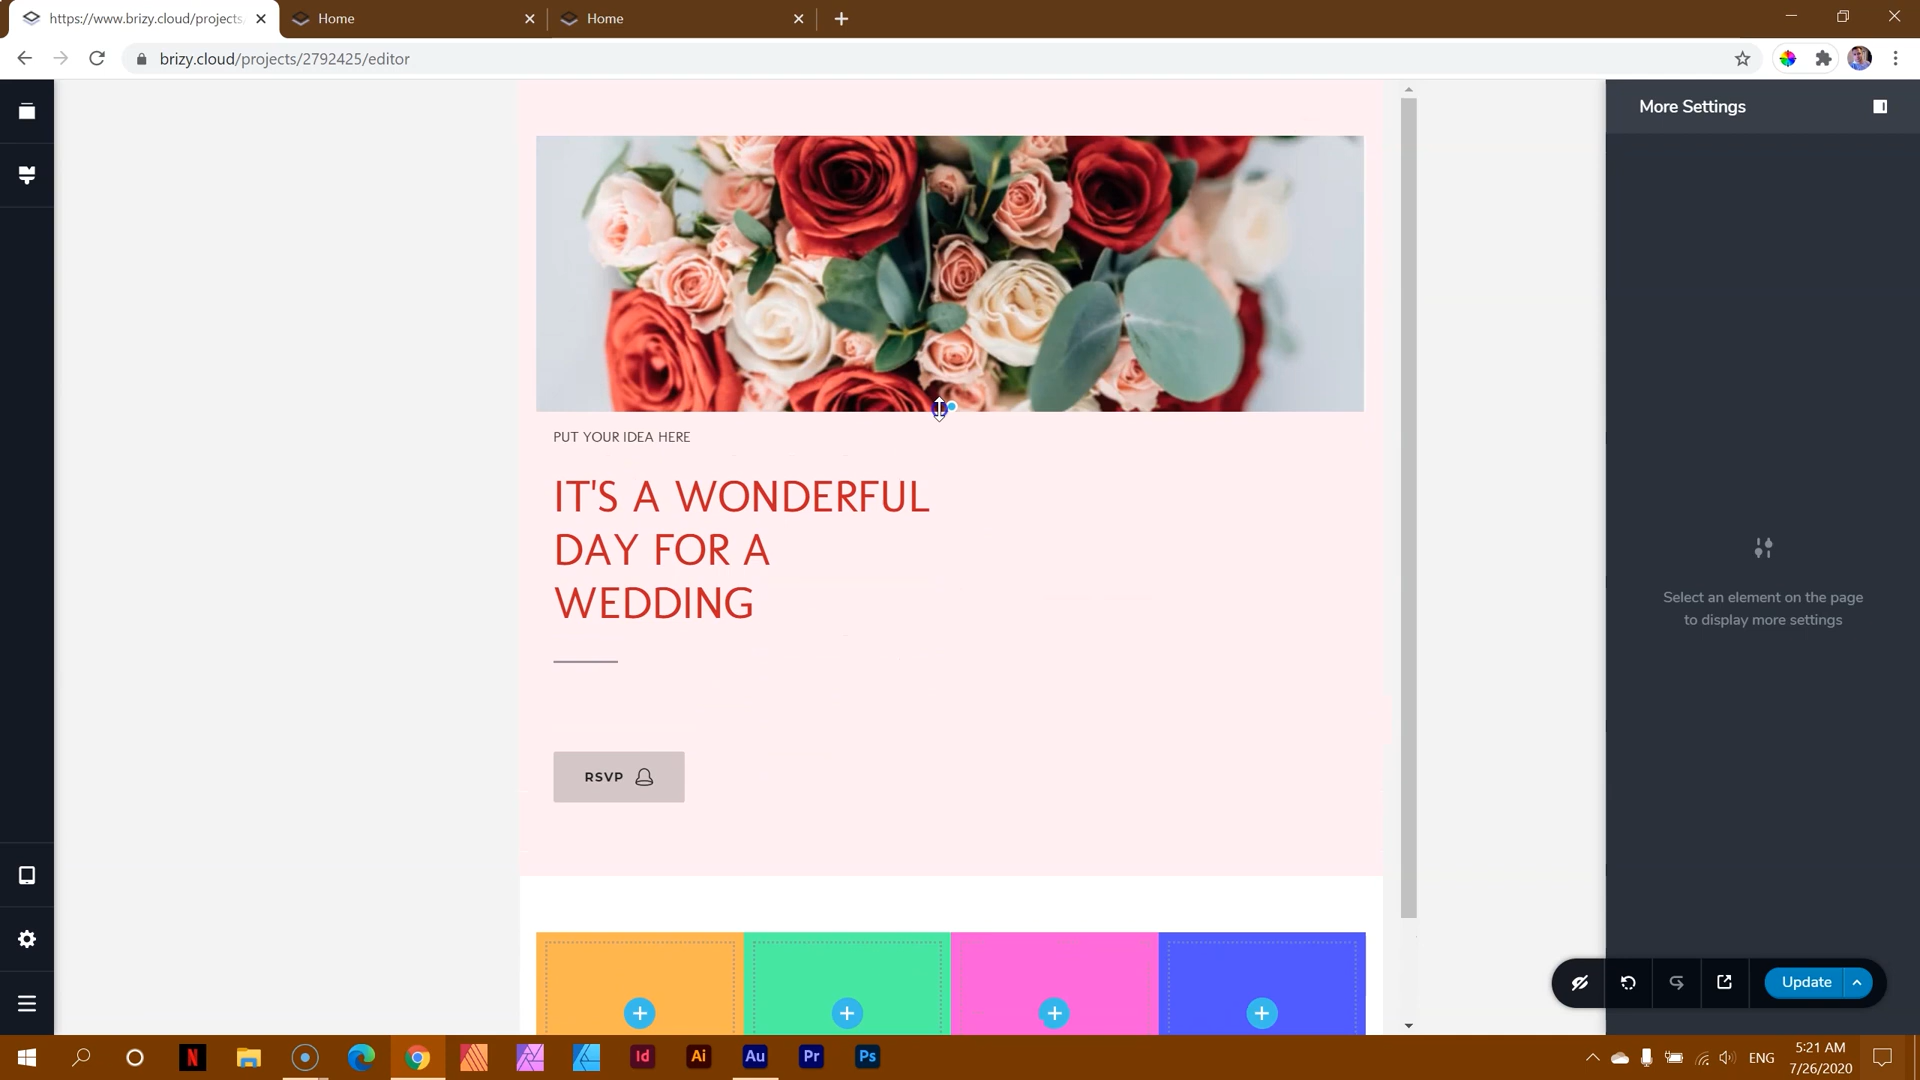 https://www.brizy.cloud/projects
Home
Home
brizy.cloud/projects/2792425/editor
More Settings
PUT YOUR IDEA HERE
IT'S A WONDERFUL
DAY FOR A
WEDDING
Select an element on the page
to display more settings
RSVP
Update
Id
Ai
Au
Pr
Ps
ENG
5:21 AM
7/26/2020